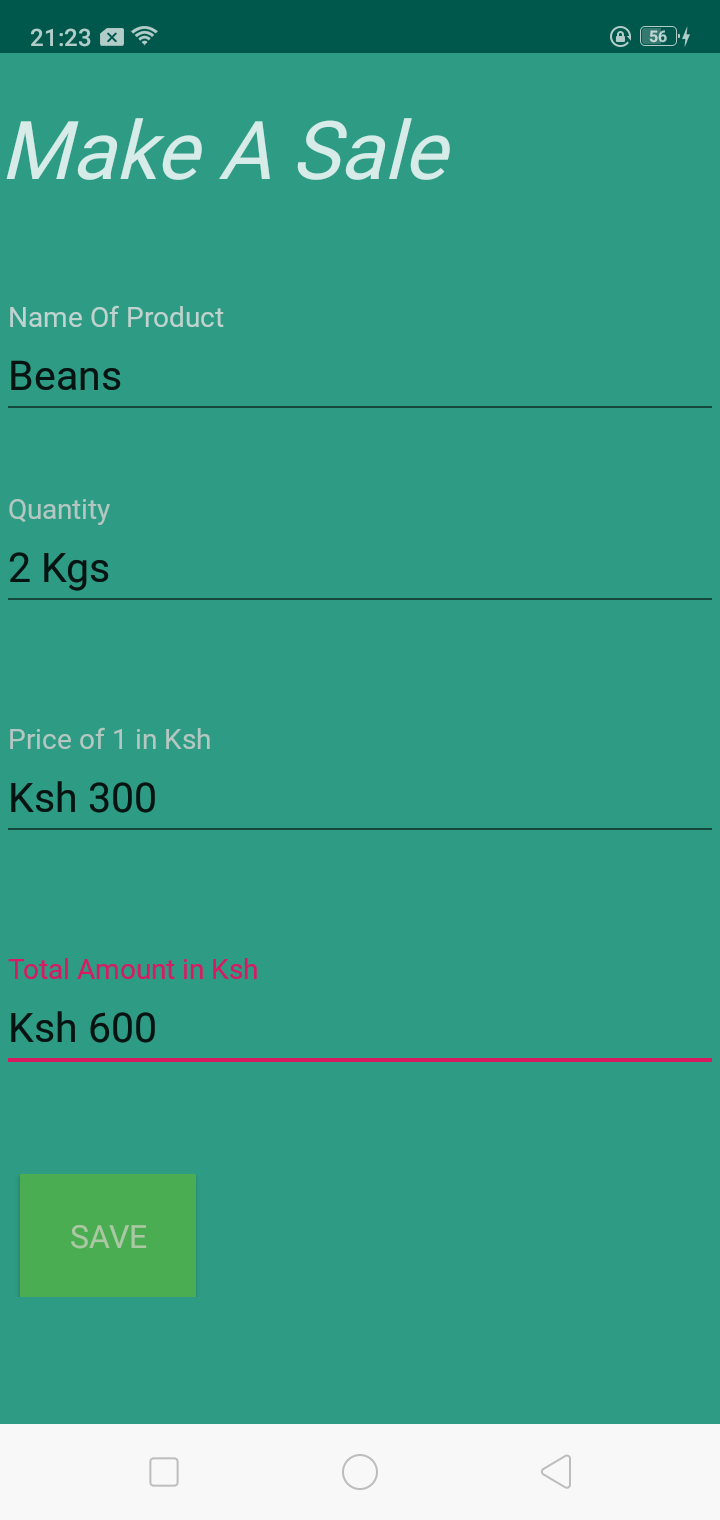 21:23
56
Make A Sale
Name Of Product
Beans
Quantity
2 Kgs
Price of 1 in Ksh
Ksh 300
Total Amount in Ksh
Ksh 600
SAVE